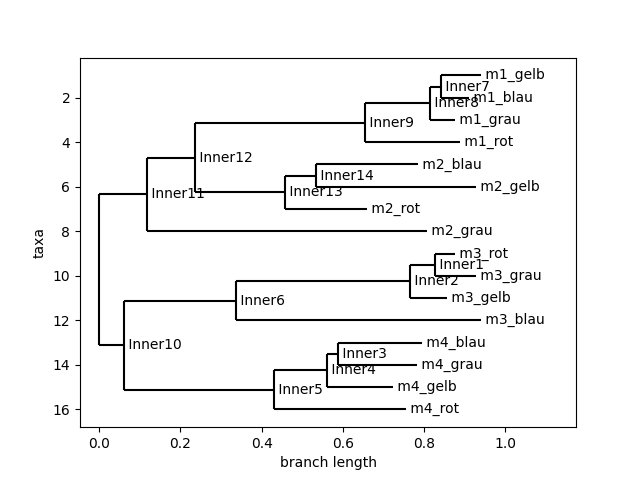 m1_gelb
Inner7
2
Inner8
m1_blau
m1_grau
Inner9
4
m1_rot
Inner12
m2_blau
Inner14
6
Inner11
Inner13
m2_gelb
m2_rot
8
m2_grau
taxa
m3_rot
Inner1
10
Inner2
m3_grau
m3_gelb
Inner6
12
m3_blau
Inner10
m4_blau
Inner3
14
Inner4
m4_grau
Inner5
m4_gelb
16
m4_rot
0.0 0.2 0.4 0.6 0.8 1.0
branch length